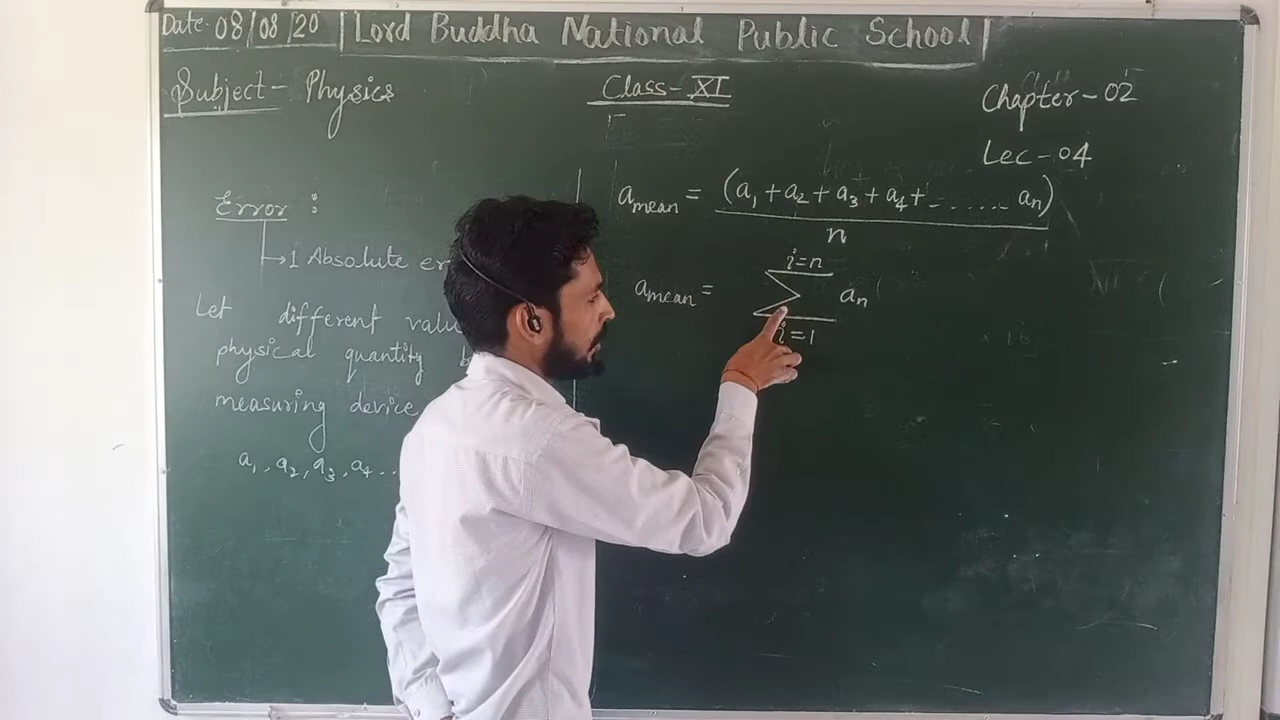 Date. 08/08/20 | Lord Buddha National Public School |
Subject - Physics
Class - XI
Chapter - 02
Lec - 04
Error :
↳ 1 Absolute er
Let different valu
physical quantity b
measuring device
a₁, a₂, a₃, a₄ ..
a_mean = (a₁ + a₂ + a₃ + a₄ + - ...... aₙ)
n
i=n
a_mean = Σ aₙ
i=1